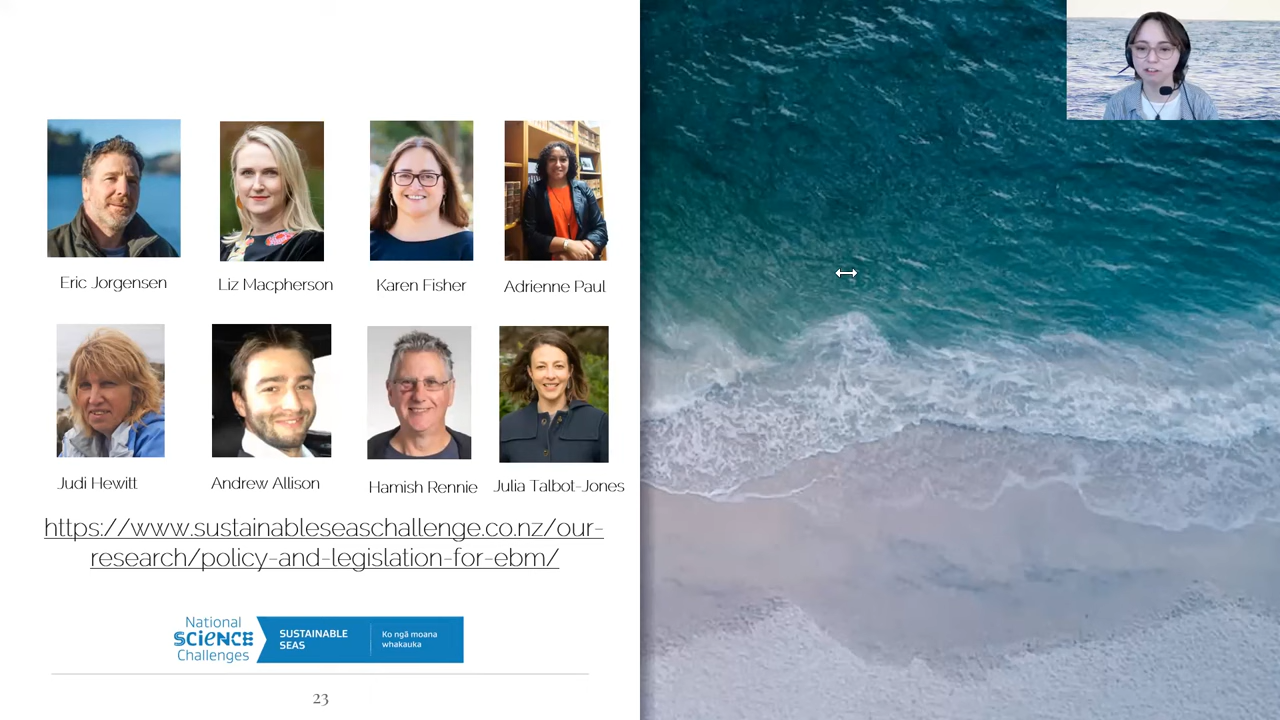 Eric Jorgensen
Liz Macpherson
Karen Fisher
Adrienne Paul
Judi Hewitt
Andrew Allison
Hamish Rennie
Julia Talbot-Jones
https://www.sustainableseaschallenge.co.nz/our-
research/policy-and-legislation-for-ebm/
National
SCIENCE
Challenges
SUSTAINABLE
SEAS
Ko ngā moana
whakauka
23